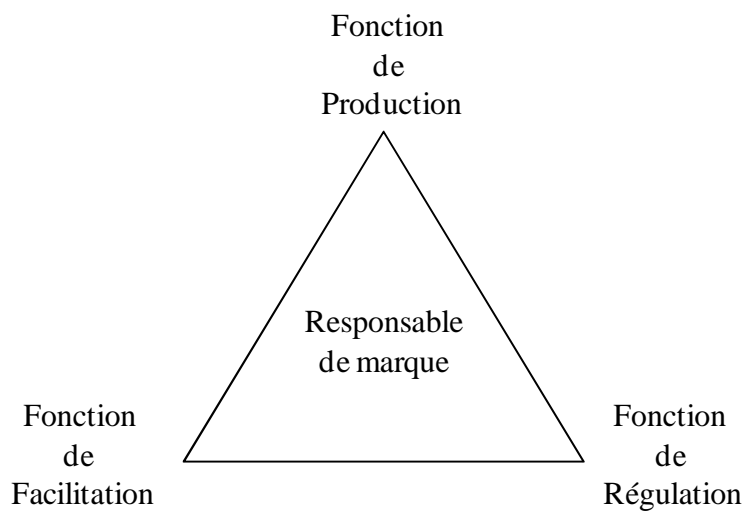 Fonction
de
Production
Responsable
de marque
Fonction
de
Facilitation
Fonction
de
Régulation